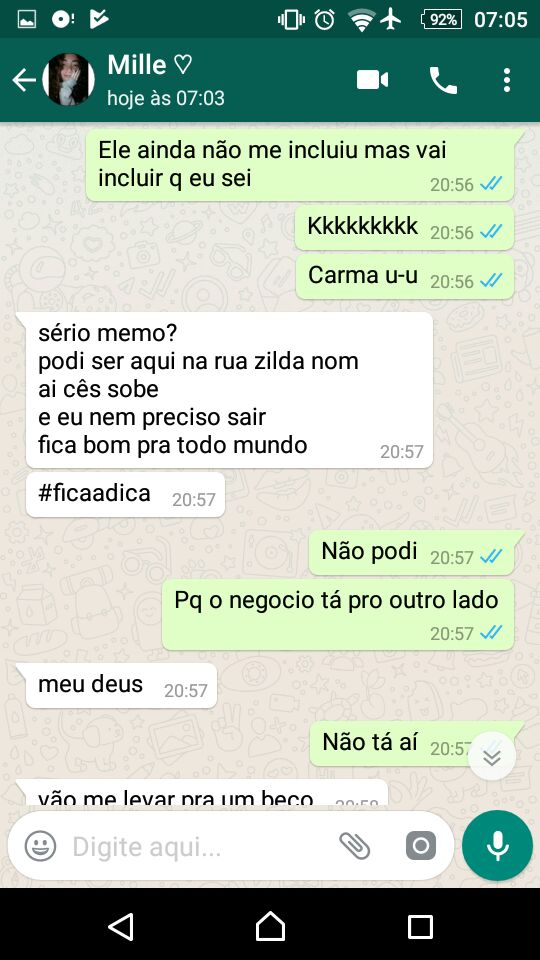 92% 07:05
Mille ♡
hoje às 07:03
Ele ainda não me incluiu mas vai
incluir q eu sei
20:56
Kkkkkkkkk 20:56
Carma u-u 20:56
sério memo?
podi ser aqui na rua zilda nom
ai cês sobe
e eu nem preciso sair
fica bom pra todo mundo
20:57
#ficaadica 20:57
Não podi 20:57
Pq o negocio tá pro outro lado
20:57
meu deus 20:57
Não tá aí 20:57
vão me levar pra um beco
Digite aqui...